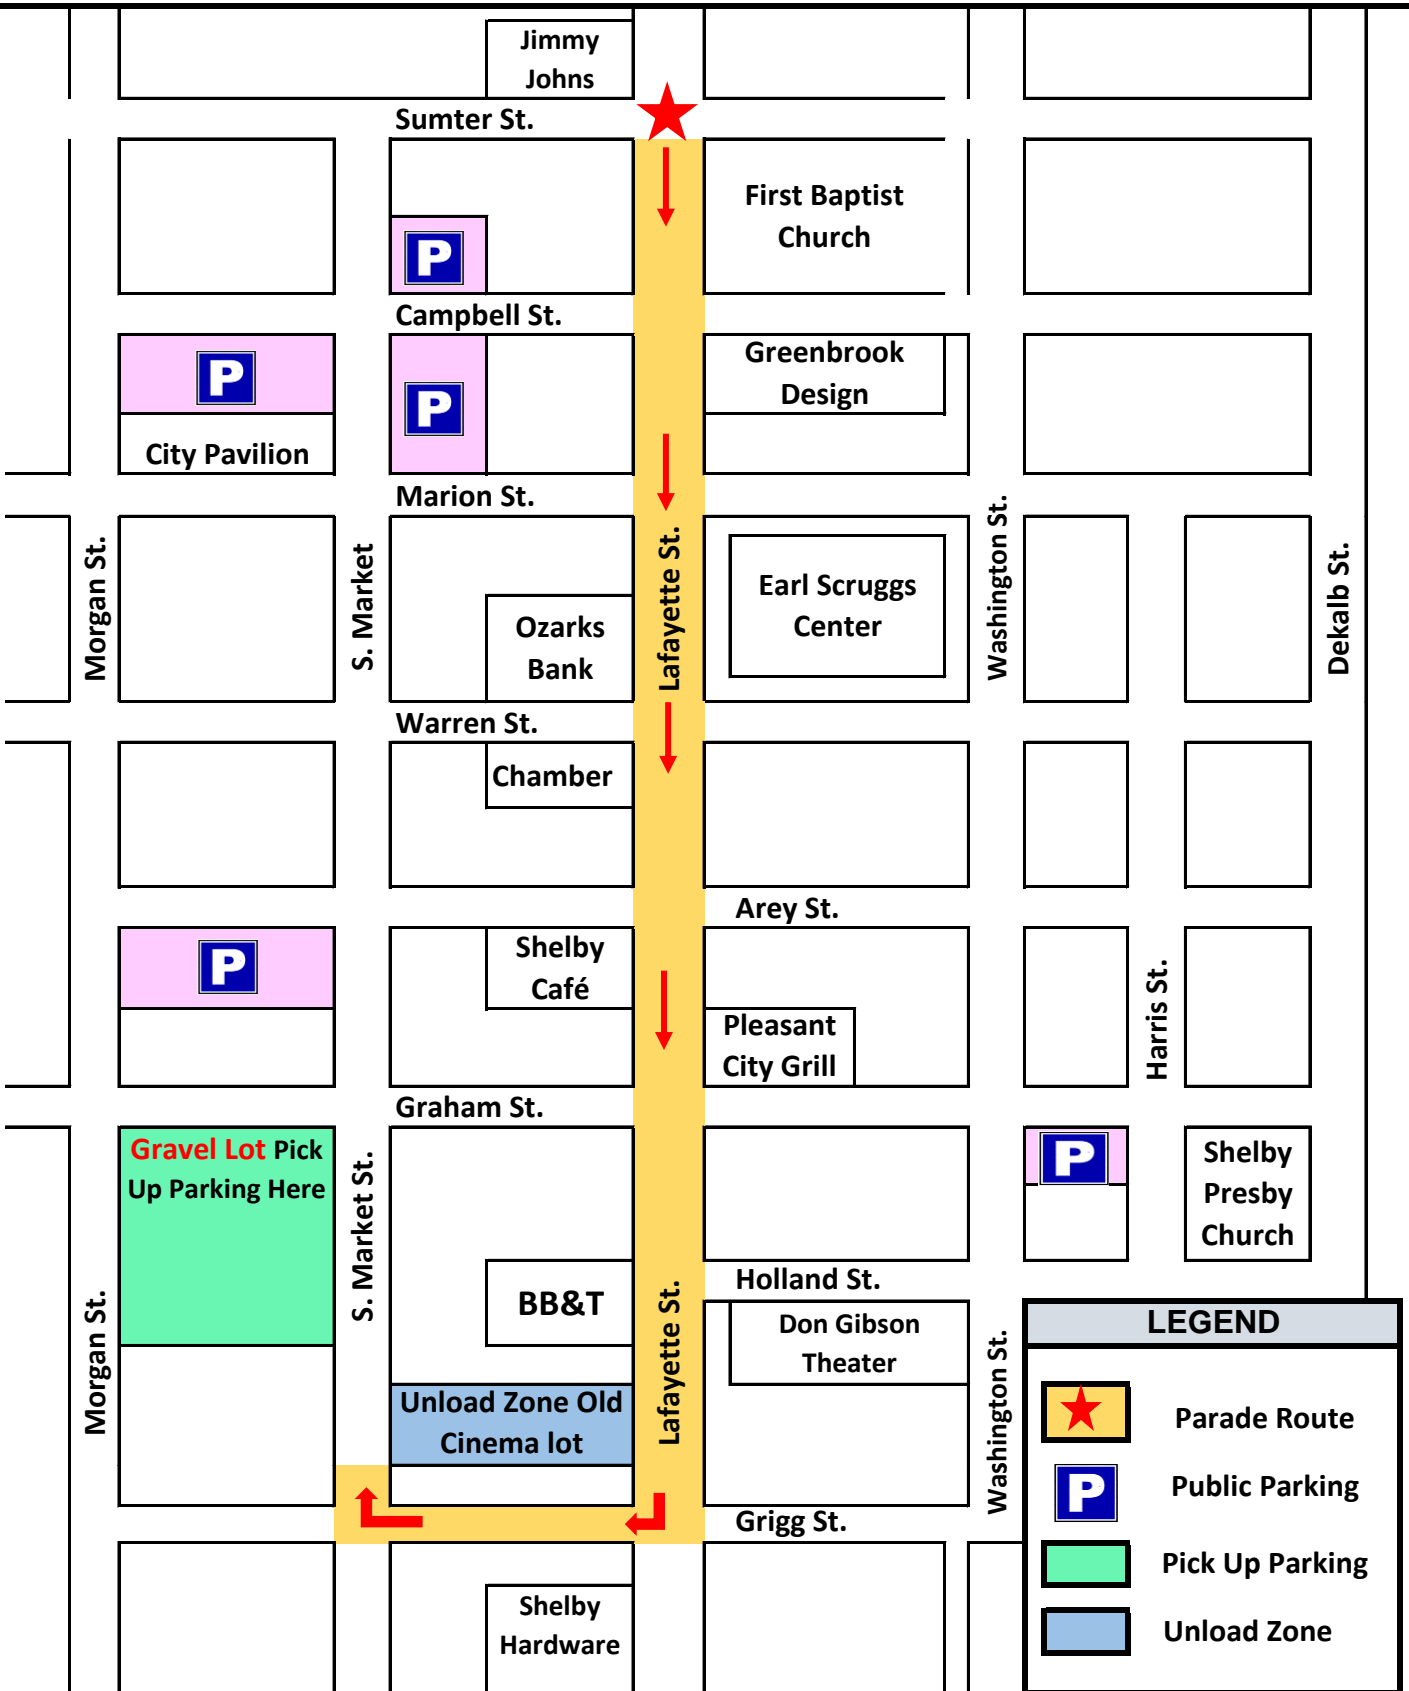 Jimmy
Johns
Sumter St.
First Baptist
Church
P
Campbell St.
Greenbrook
Design
P
P
City Pavilion
Marion St.
Morgan St.
S. Market
Lafayette St.
Washington St.
Dekalb St.
Earl Scruggs
Center
Ozarks
Bank
Warren St.
Chamber
Arey St.
Shelby
Café
P
Pleasant
City Grill
Harris St.
Graham St.
Gravel Lot Pick
Up Parking Here
S. Market St.
P
Shelby
Presby
Church
Holland St.
BB&T
Don Gibson
Theater
Morgan St.
Lafayette St.
Washington St.
Unload Zone Old
Cinema lot
Grigg St.
Shelby
Hardware
LEGEND
Parade Route
P
Public Parking
Pick Up Parking
Unload Zone